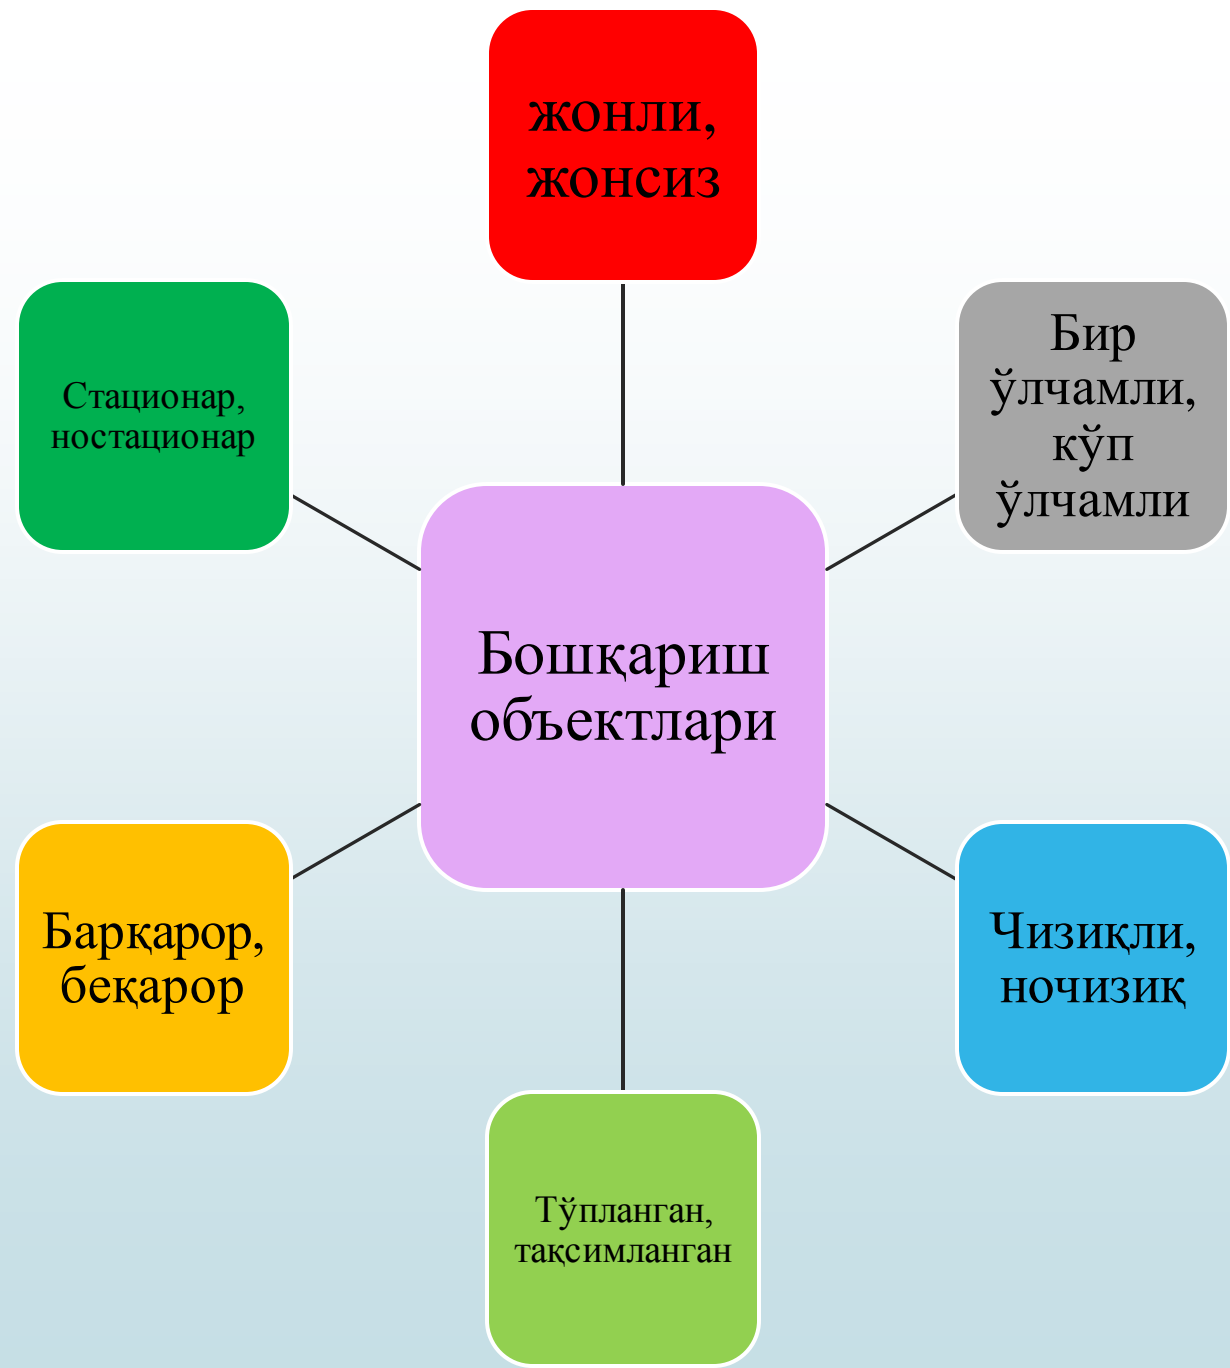 жонли,
жонсиз
Бир
ўлчамли,
кўп
ўлчамли
Стационар,
ностационар
Бошқариш
объектлари
Барқарор,
беқарор
Чизиқли,
ночизиқ
Тўпланган,
тақсимланган